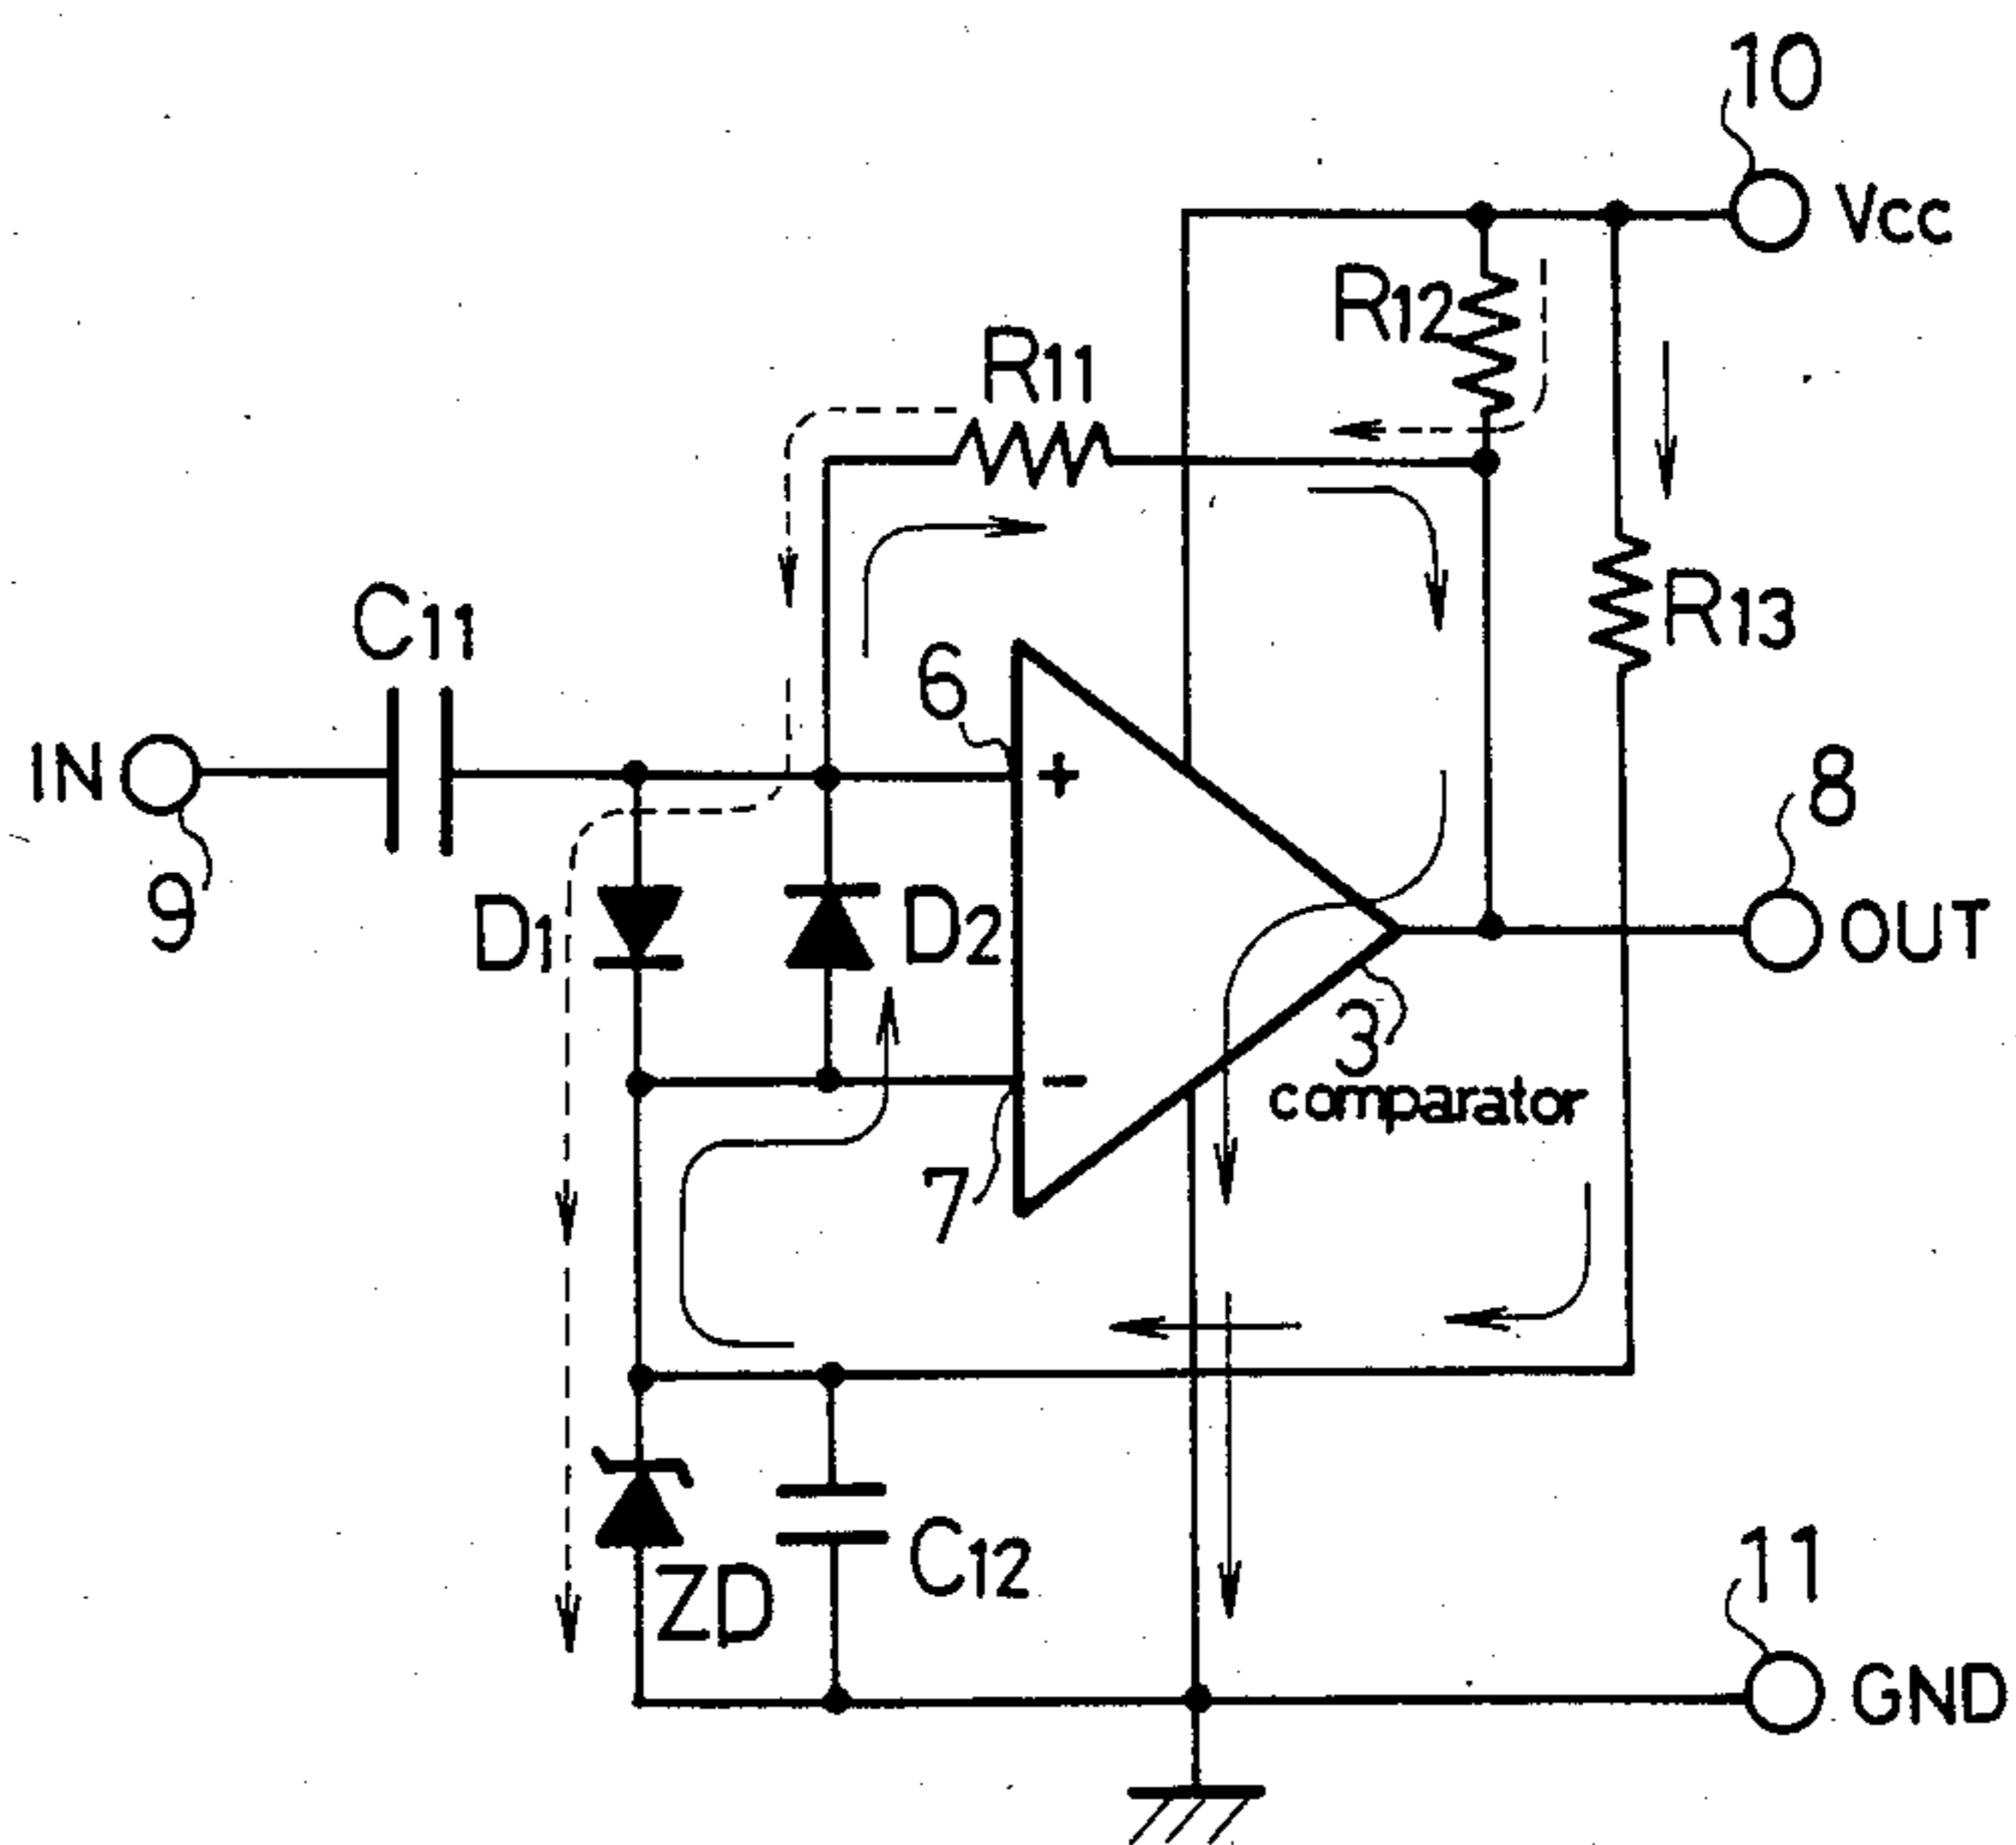 10
Vcc
R12
R11
C11
R13
6
+
IN
8
9
D1
D2
OUT
3
comparator
-
7
ZD
C12
11
GND